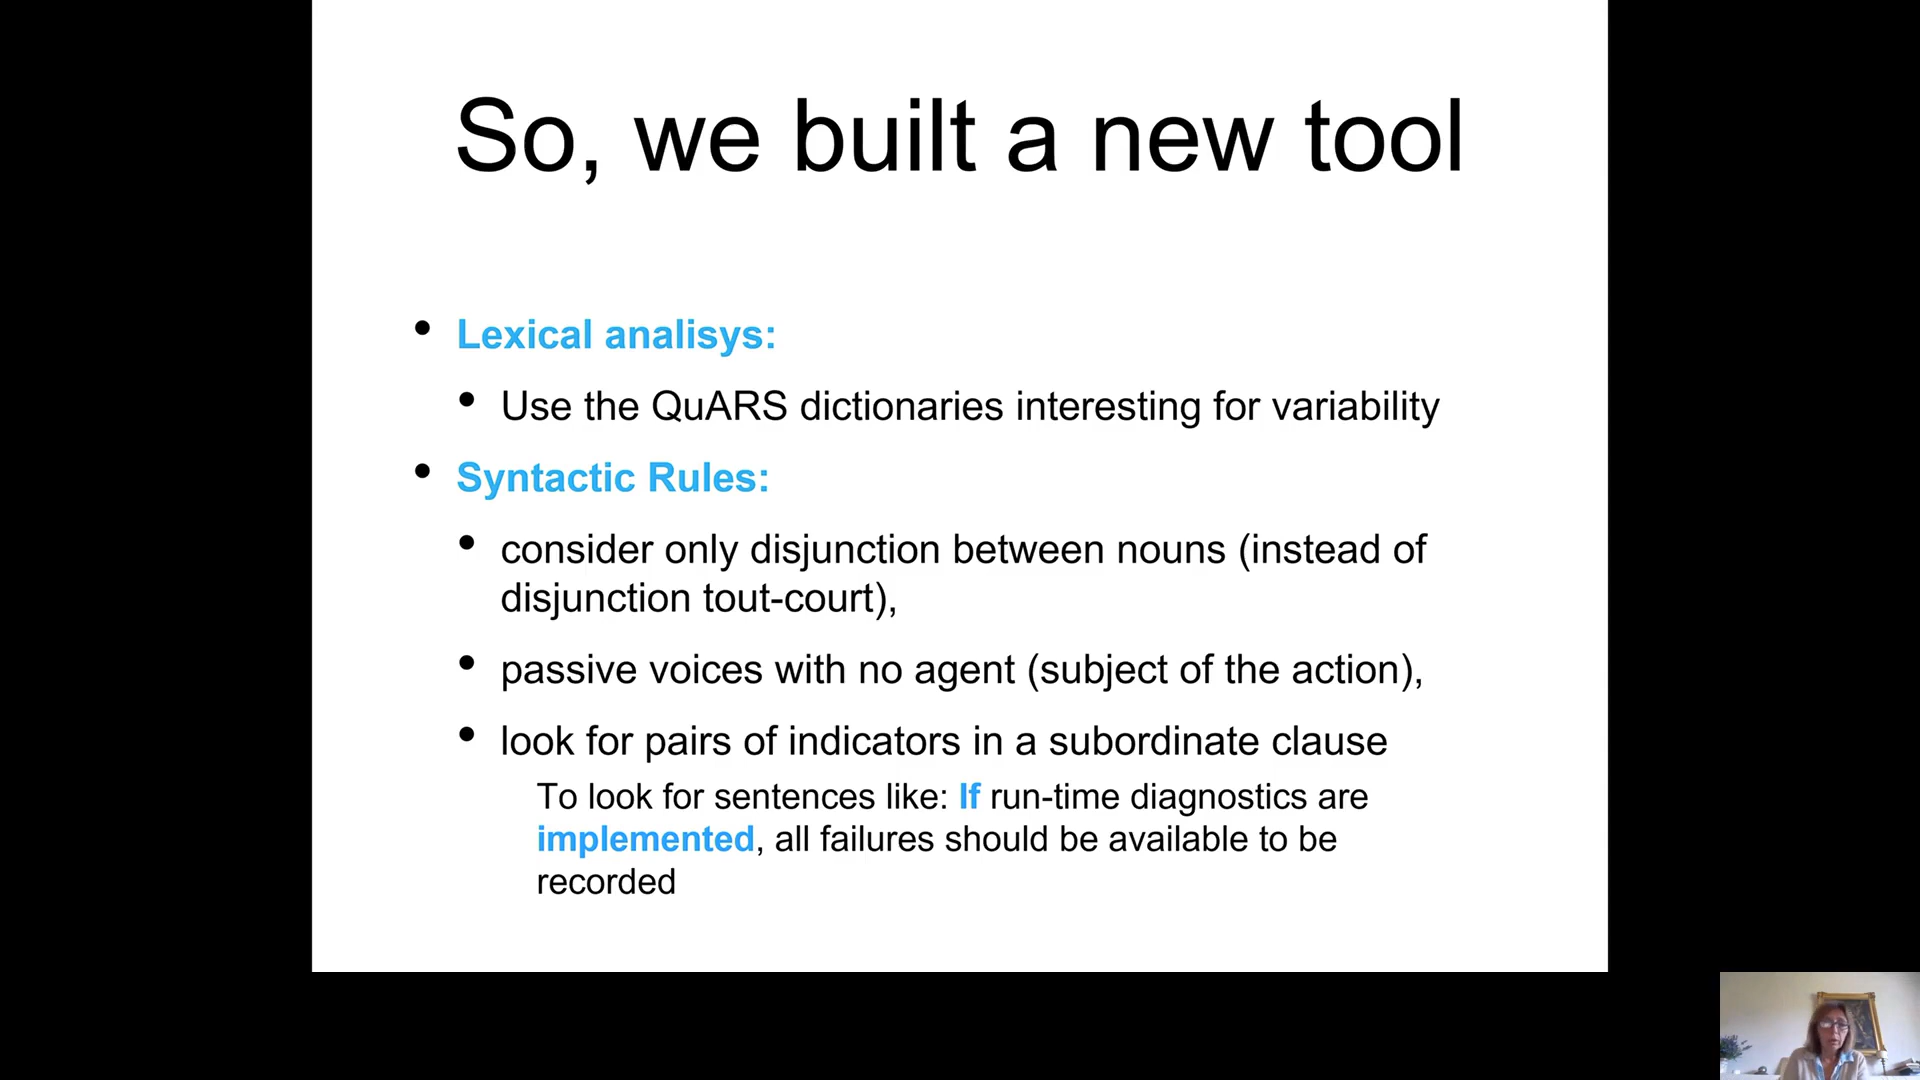 So, we built a new tool
• Lexical analisys:
• Use the QuARS dictionaries interesting for variability
• Syntactic Rules:
• consider only disjunction between nouns (instead of
disjunction tout-court),
• passive voices with no agent (subject of the action),
• look for pairs of indicators in a subordinate clause
To look for sentences like: If run-time diagnostics are
implemented, all failures should be available to be
recorded